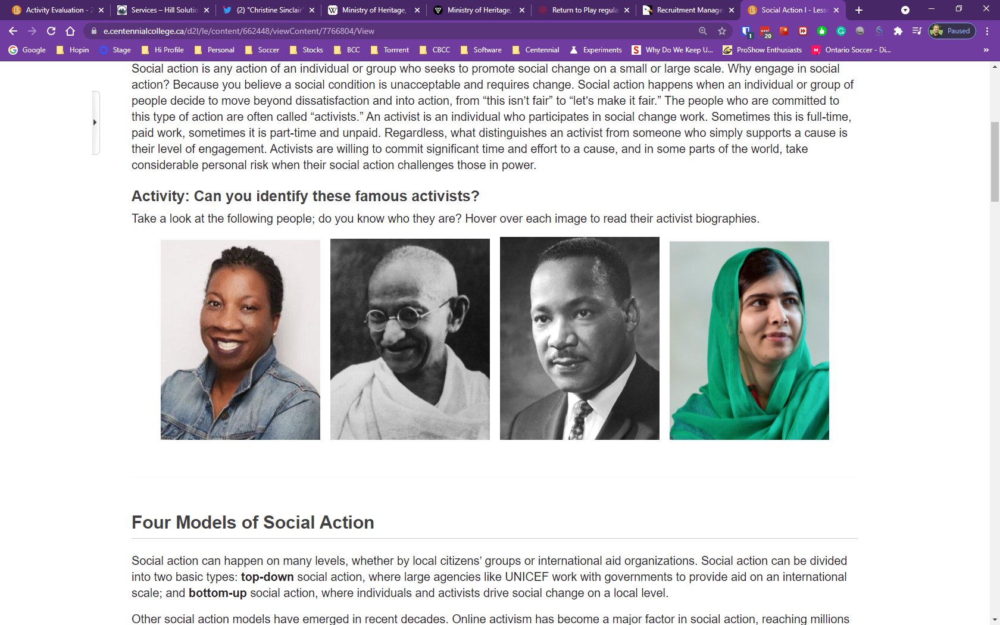 Activity Evaluation - 2
Services – Hill Solutio
(2) "Christine Sinclair"
Ministry of Heritage,
Ministry of Heritage,
Return to Play regula
Recruitment Manage
Social Action I - Less
e.centennialcollege.ca/d2l/le/content/662448/viewContent/7766804/View
1
20
Paused
Google
Hopin
Stage
Hi Profile
Personal
Soccer
Stocks
BCC
Torrrent
CBCC
Software
Centennial
Experiments
Why Do We Keep U...
ProShow Enthusiasts
Ontario Soccer - Di...
Social action is any action of an individual or group who seeks to promote social change on a small or large scale. Why engage in social
action? Because you believe a social condition is unacceptable and requires change. Social action happens when an individual or group of
people decide to move beyond dissatisfaction and into action, from “this isn’t fair” to “let’s make it fair.” The people who are committed to
this type of action are often called “activists.” An activist is an individual who participates in social change work. Sometimes this is full-time,
paid work, sometimes it is part-time and unpaid. Regardless, what distinguishes an activist from someone who simply supports a cause is
their level of engagement. Activists are willing to commit significant time and effort to a cause, and in some parts of the world, take
considerable personal risk when their social action challenges those in power.
Activity: Can you identify these famous activists?
Take a look at the following people; do you know who they are? Hover over each image to read their activist biographies.
Four Models of Social Action
Social action can happen on many levels, whether by local citizens’ groups or international aid organizations. Social action can be divided
into two basic types: top-down social action, where large agencies like UNICEF work with governments to provide aid on an international
scale; and bottom-up social action, where individuals and activists drive social change on a local level.
Other social action models have emerged in recent decades. Online activism has become a major factor in social action, reaching millions